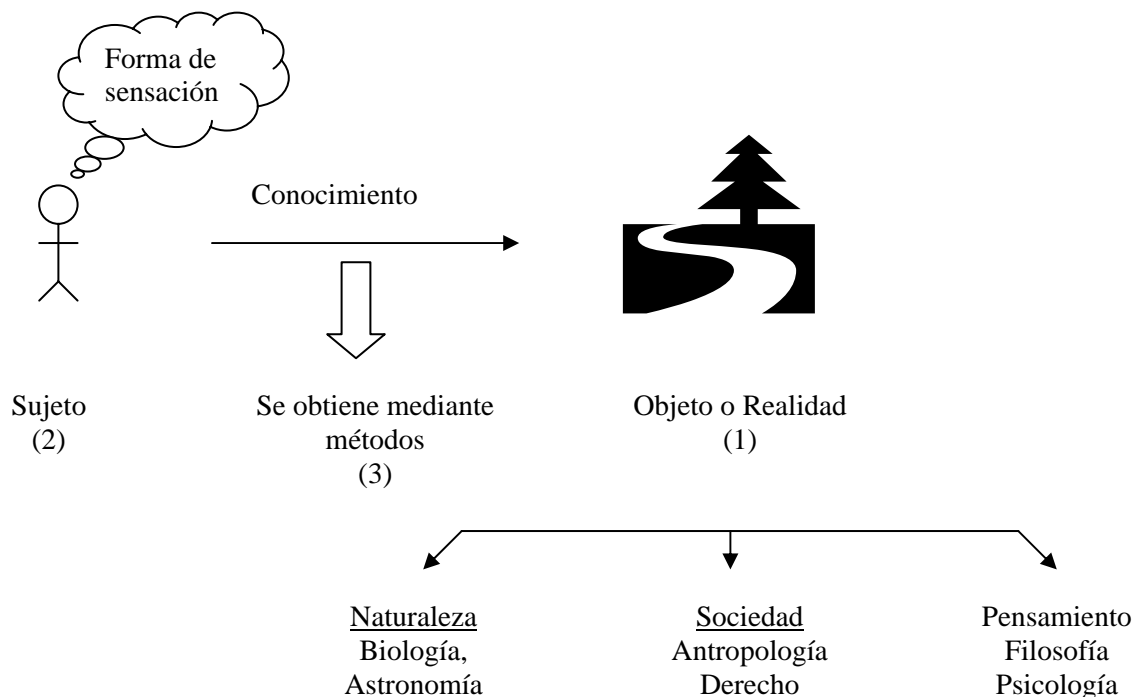 Forma de
sensación
Conocimiento
Sujeto
(2)
Se obtiene mediante
métodos
(3)
Objeto o Realidad
(1)
Naturaleza
Biología,
Astronomía
Sociedad
Antropología
Derecho
Pensamiento
Filosofía
Psicología